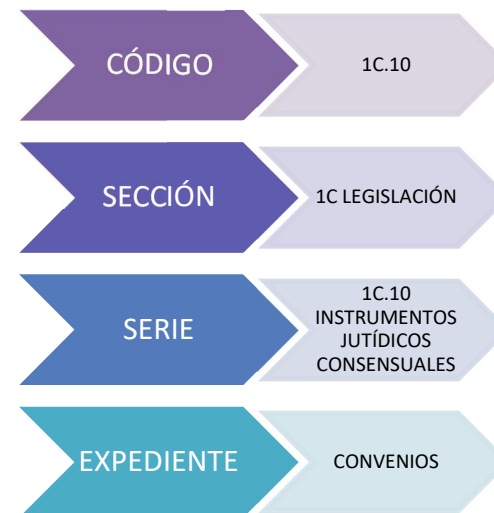 CÓDIGO
1C.10
SECCIÓN
1C LEGISLACIÓN
SERIE
1C.10
INSTRUMENTOS
JUTÍDICOS
CONSENSUALES
EXPEDIENTE
CONVENIOS